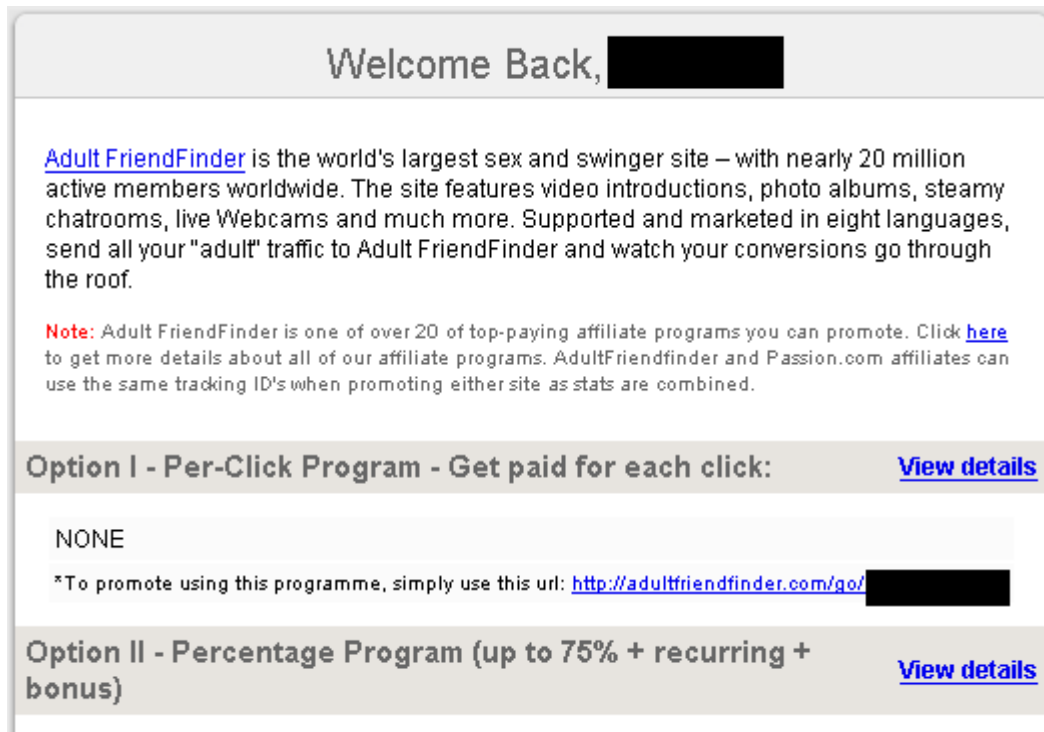 Welcome Back,
Adult FriendFinder is the world's largest sex and swinger site – with nearly 20 million
active members worldwide. The site features video introductions, photo albums, steamy
chatrooms, live Webcams and much more. Supported and marketed in eight languages,
send all your "adult" traffic to Adult FriendFinder and watch your conversions go through
the roof.
Note: Adult FriendFinder is one of over 20 of top-paying affiliate programs you can promote. Click here
to get more details about all of our affiliate programs. AdultFriendfinder and Passion.com affiliates can
use the same tracking ID's when promoting either site as stats are combined.
Option I - Per-Click Program - Get paid for each click: View details
NONE
*To promote using this programme, simply use this url: http://adultfriendfinder.com/go/
Option II - Percentage Program (up to 75% + recurring +
bonus) View details